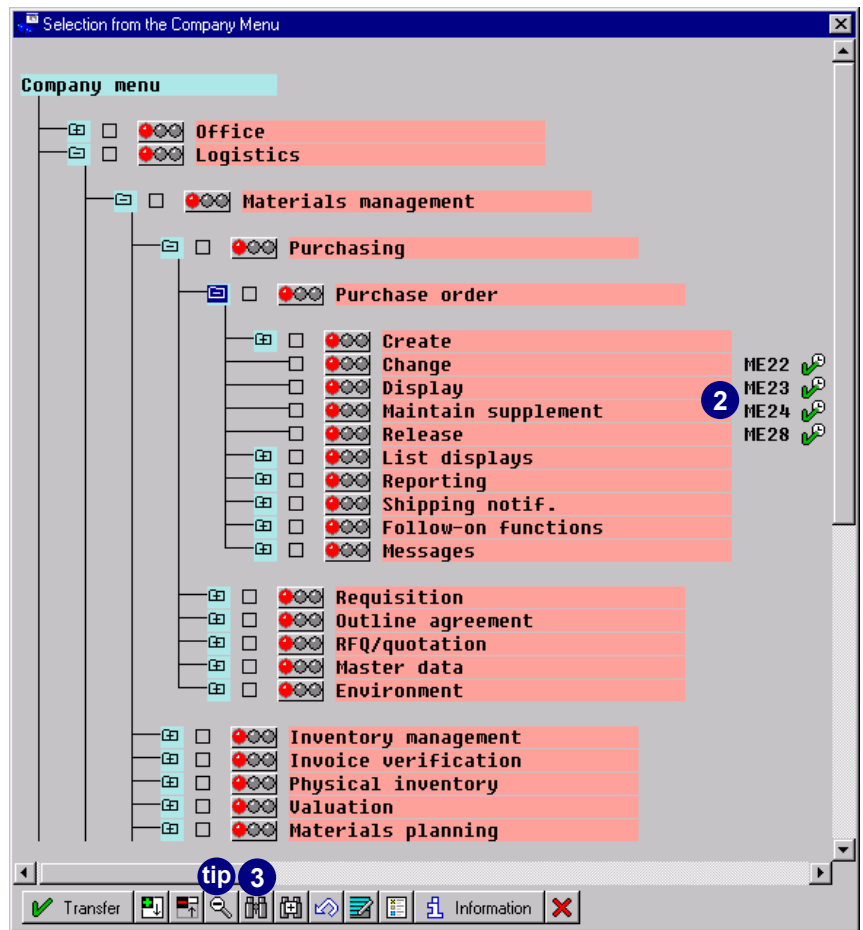 Selection from the Company Menu
Company menu
Office
Logistics
Materials management
Purchasing
Purchase order
Create
Change ME22
Display ME23
2
Maintain supplement ME24
Release ME28
List displays
Reporting
Shipping notif.
Follow-on functions
Messages
Requisition
Outline agreement
RFQ/quotation
Master data
Environment
Inventory management
Invoice verification
Physical inventory
Valuation
Materials planning
tip 3
Transfer Information